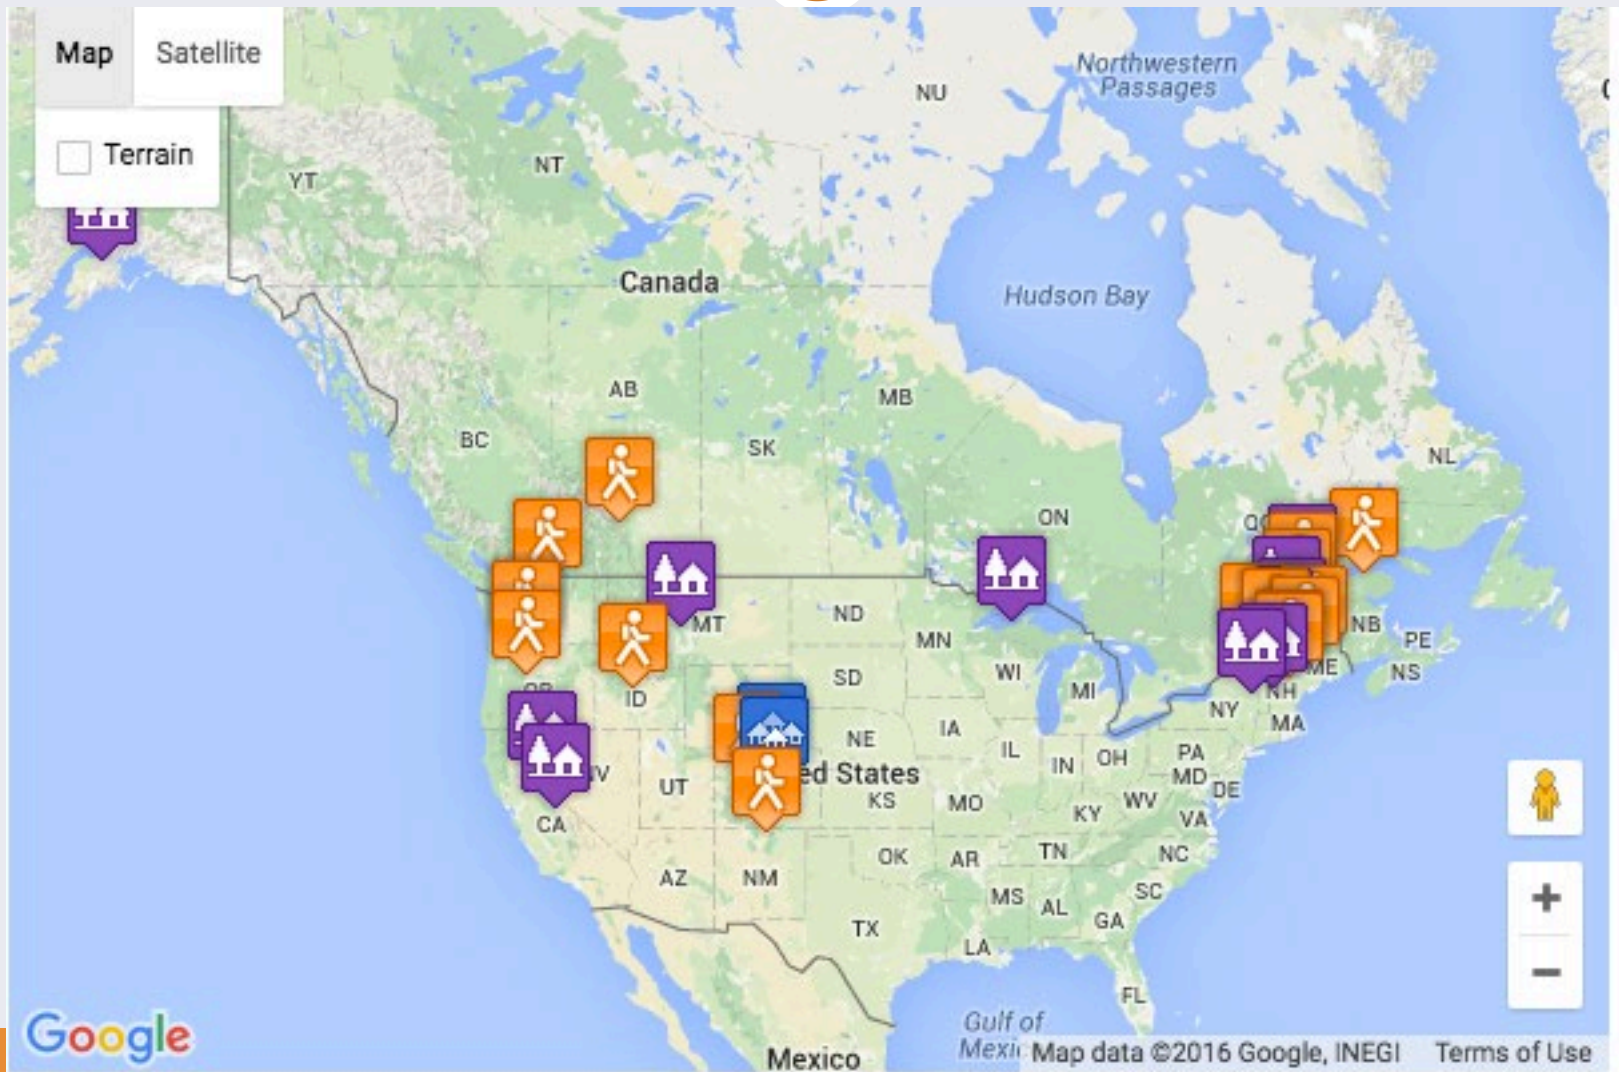 Map
Satellite
Northwestern
Passages
NU
Terrain
NT
YT
Canada
Hudson Bay
AB
MB
BC
SK
NL
ON
MT
ND
NB
MN
PE
ME
NS
SD
WI
MI
ID
NH
NY
MA
IA
NE
IL
IN
OH
PA
MD
DE
UT
ed States
KS
MO
KY
WV
VA
CA
TN
NC
OK
AR
AZ
NM
SC
MS
AL
GA
TX
LA
FL
Gulf of
Google
Mexico
Map data ©2016 Google, INEGI
Terms of Use